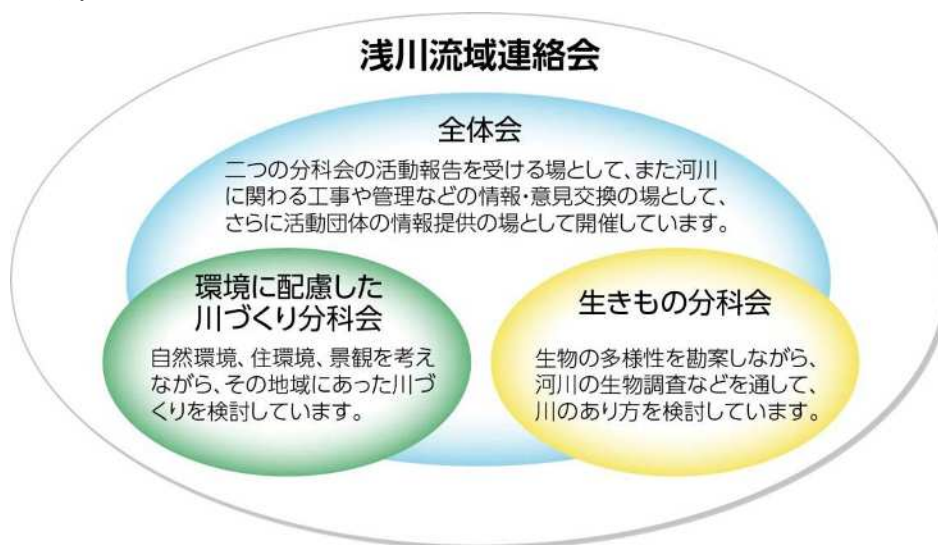 浅川流域連絡会
全体会
二つの分科会の活動報告を受ける場として、また河川
に関わる工事や管理などの情報・意見交換の場として、
さらに活動団体の情報提供の場として開催しています。
環境に配慮した
川づくり分科会
自然環境、住環境、景観を考え
ながら、その地域にあった川づ
くりを検討しています。
生きもの分科会
生物の多様性を勘案しながら、
河川の生物調査などを通して、
川のあり方を検討しています。